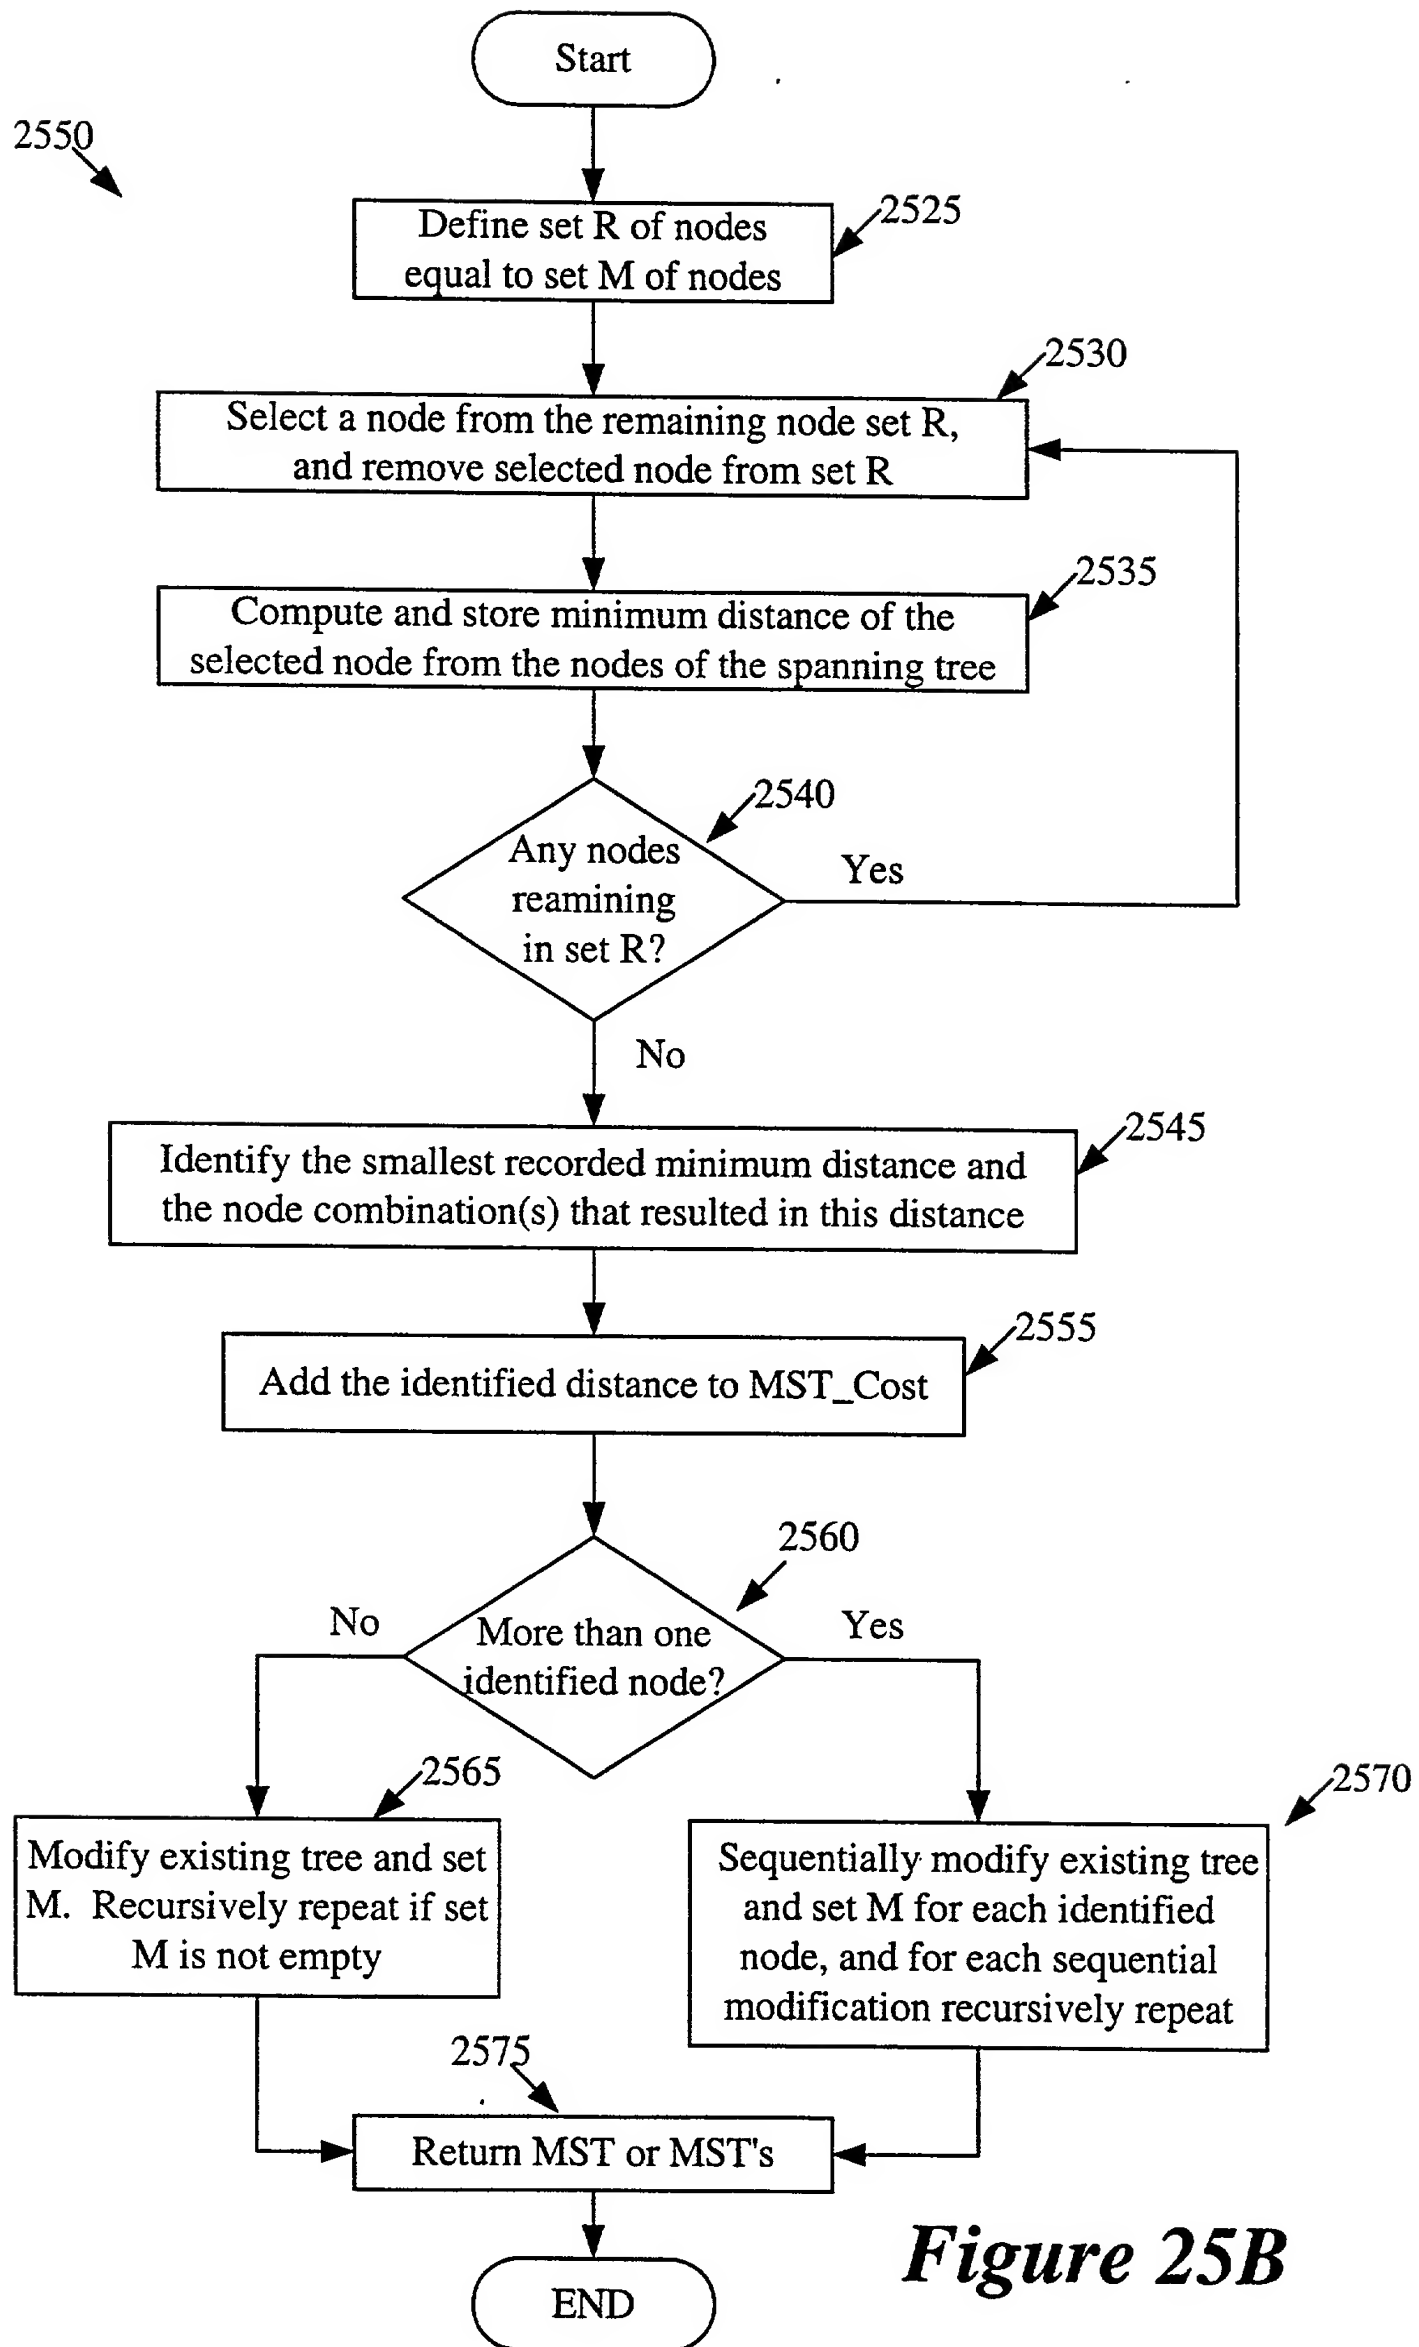 Start
2550
2525
Define set R of nodes
equal to set M of nodes
2530
Select a node from the remaining node set R,
and remove selected node from set R
2535
Compute and store minimum distance of the
selected node from the nodes of the spanning tree
2540
Any nodes
reamining
in set R?
Yes
No
2545
Identify the smallest recorded minimum distance and
the node combination(s) that resulted in this distance
2555
Add the identified distance to MST_Cost
2560
More than one
identified node?
No
Yes
2565
Modify existing tree and set
M. Recursively repeat if set
M is not empty
2570
Sequentially modify existing tree
and set M for each identified
node, and for each sequential
modification recursively repeat
2575
Return MST or MST's
END
Figure 25B